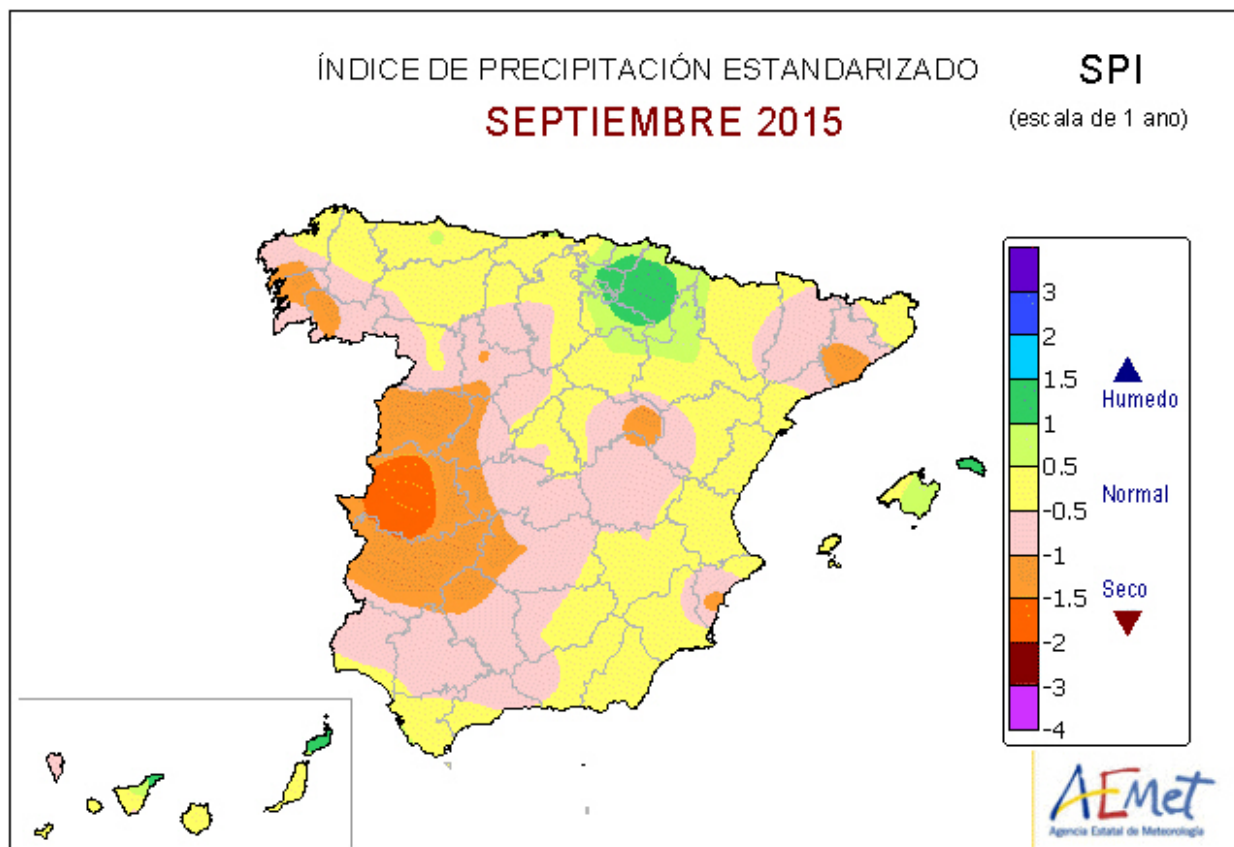 ÍNDICE DE PRECIPITACIÓN ESTANDARIZADO
SEPTIEMBRE 2015
SPI
(escala de 1 ano)
3
2
1.5
1
0.5
-0.5
-1
-1.5
-2
-3
-4
Humedo
Normal
Seco
AEMet
Agencia Estatal de Meteorología